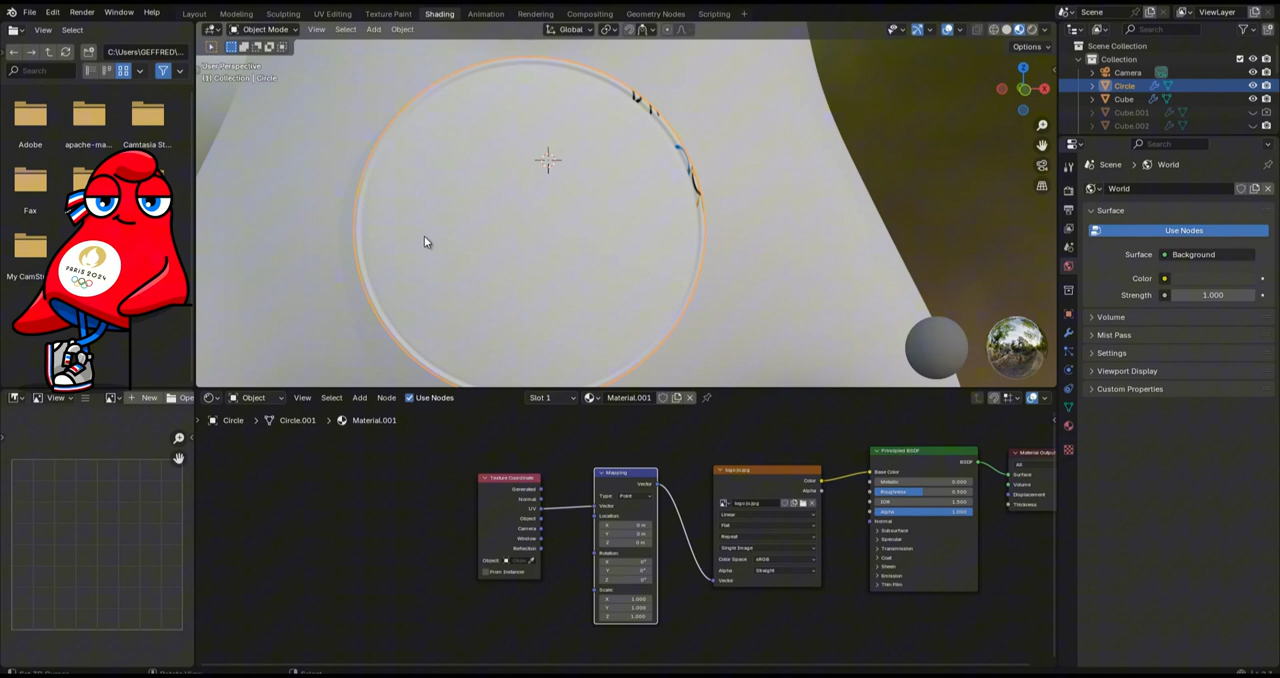 File Edit Render Window Help Layout Modeling Sculpting UV Editing Texture Paint Shading Animation Rendering Compositing Geometry Nodes Scripting + Scene ViewLayer
View Select Object Mode View Select Add Object Global Search
C:\Users\GEFFRED\... Options Scene Collection
Search Collection
User Perspective Camera
(1) Collection | Circle Circle
X Cube
Cube.001
Cube.002
Adobe apache-ma... Camtasia St...
Search
Scene World
World
Fax Surface
Use Nodes
Surface Background
PARIS 2024
My CamSt
Color
Strength 1.000
Volume
Mist Pass
Settings
Viewport Display
Custom Properties
View New Ope Object View Select Add Node Use Nodes Slot 1 Material.001
Circle Circle.001 Material.001
Texture Coordinate
Generated
Normal
UV
Object
Camera
Window
Reflection
Object:
From Instancer
Mapping
Vector
Type: Point
Vector
Location:
X 0 m
Y 0 m
Z 0 m
Rotation:
X 0°
Y 0°
Z 0°
Scale:
X 1.000
Y 1.000
Z 1.000
Color
Alpha
Linear
Flat
Repeat
Single Image
Color Space sRGB
Alpha Straight
Vector
Principled BSDF
BSDF
Base Color
Metallic 0.000
Roughness 0.500
IOR 1.500
Alpha 1.000
Normal
Subsurface
Specular
Transmission
Coat
Sheen
Emission
Thin Film
Material Output
All
Surface
Volume
Displacement
Thickness